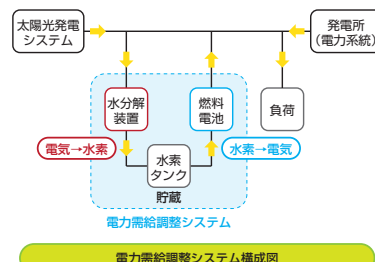 太陽光発電
システム
発電所
(電力系統)
水分解
装置
燃料
電池
負荷
電気→水素
水素
タンク
水素→電気
貯蔵
電力需給調整システム
電力需給調整システム構成図